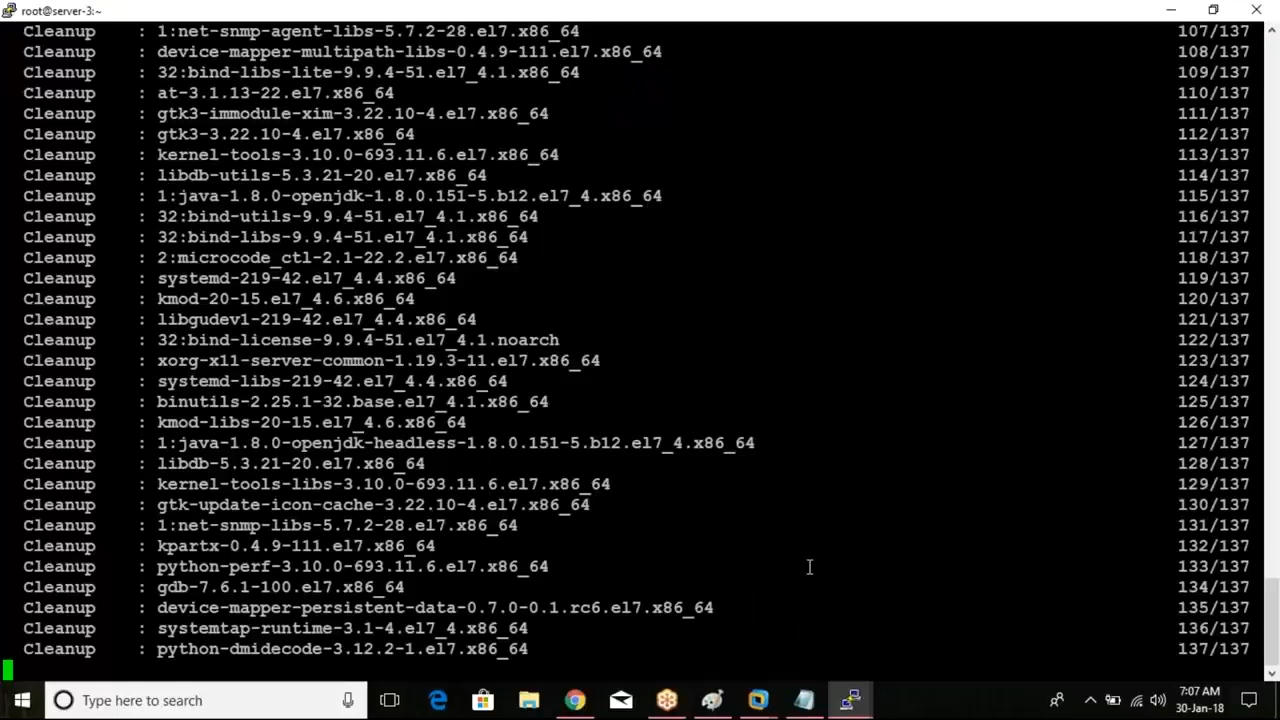 root@server-3:~
Cleanup : 1:net-snmp-agent-libs-5.7.2-28.el7.x86_64 107/137
Cleanup : device-mapper-multipath-libs-0.4.9-111.el7.x86_64 108/137
Cleanup : 32:bind-libs-lite-9.9.4-51.el7_4.1.x86_64 109/137
Cleanup : at-3.1.13-22.el7.x86_64 110/137
Cleanup : gtk3-immodule-xim-3.22.10-4.el7.x86_64 111/137
Cleanup : gtk3-3.22.10-4.el7.x86_64 112/137
Cleanup : kernel-tools-3.10.0-693.11.6.el7.x86_64 113/137
Cleanup : libdb-utils-5.3.21-20.el7.x86_64 114/137
Cleanup : 1:java-1.8.0-openjdk-1.8.0.151-5.b12.el7_4.x86_64 115/137
Cleanup : 32:bind-utils-9.9.4-51.el7_4.1.x86_64 116/137
Cleanup : 32:bind-libs-9.9.4-51.el7_4.1.x86_64 117/137
Cleanup : 2:microcode_ctl-2.1-22.2.el7.x86_64 118/137
Cleanup : systemd-219-42.el7_4.4.x86_64 119/137
Cleanup : kmod-20-15.el7_4.6.x86_64 120/137
Cleanup : libgudev1-219-42.el7_4.4.x86_64 121/137
Cleanup : 32:bind-license-9.9.4-51.el7_4.1.noarch 122/137
Cleanup : xorg-x11-server-common-1.19.3-11.el7.x86_64 123/137
Cleanup : systemd-libs-219-42.el7_4.4.x86_64 124/137
Cleanup : binutils-2.25.1-32.base.el7_4.1.x86_64 125/137
Cleanup : kmod-libs-20-15.el7_4.6.x86_64 126/137
Cleanup : 1:java-1.8.0-openjdk-headless-1.8.0.151-5.b12.el7_4.x86_64 127/137
Cleanup : libdb-5.3.21-20.el7.x86_64 128/137
Cleanup : kernel-tools-libs-3.10.0-693.11.6.el7.x86_64 129/137
Cleanup : gtk-update-icon-cache-3.22.10-4.el7.x86_64 130/137
Cleanup : 1:net-snmp-libs-5.7.2-28.el7.x86_64 131/137
Cleanup : kpartx-0.4.9-111.el7.x86_64 132/137
Cleanup : python-perf-3.10.0-693.11.6.el7.x86_64 133/137
Cleanup : gdb-7.6.1-100.el7.x86_64 134/137
Cleanup : device-mapper-persistent-data-0.7.0-0.1.rc6.el7.x86_64 135/137
Cleanup : systemtap-runtime-3.1-4.el7_4.x86_64 136/137
Cleanup : python-dmidecode-3.12.2-1.el7.x86_64 137/137
Type here to search
7:07 AM
30-Jan-18